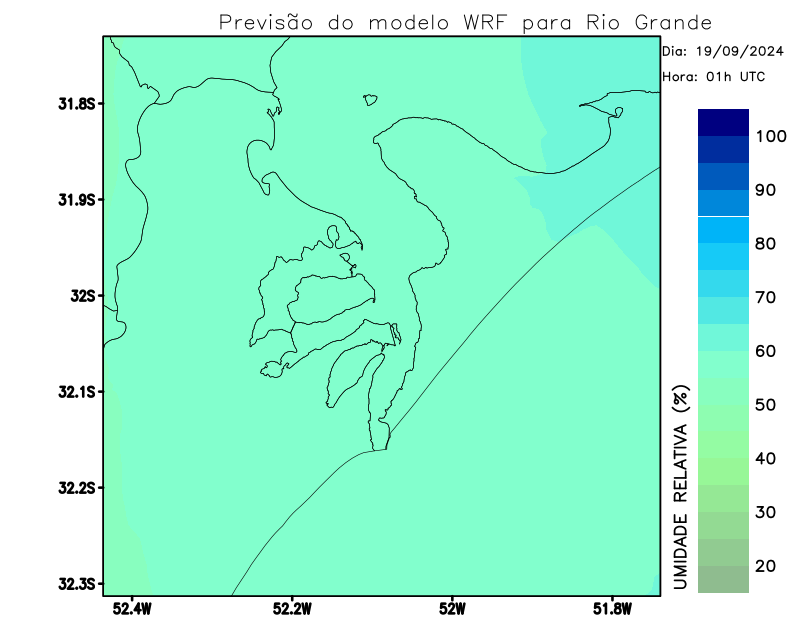 Previsão do modelo WRF para Rio Grande
Dia: 19/09/2024
Hora: 01h UTC
31.8S
31.9S
32S
32.1S
32.2S
32.3S
52.4W
52.2W
52W
51.8W
100
90
80
70
60
50
40
30
20
UMIDADE RELATIVA (%)